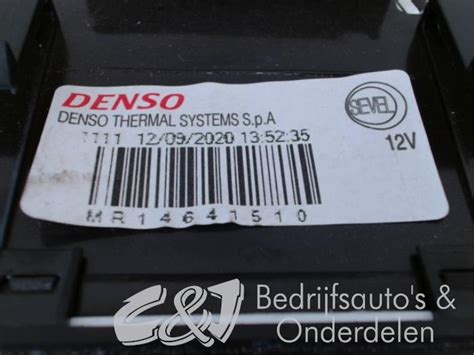 DENSO
DENSO THERMAL SYSTEMS S.p.A
SEVEL
1111 12/09/2020 13:52:35
12V
MR14641510
C&J Bedrijfsauto's &
Onderdelen